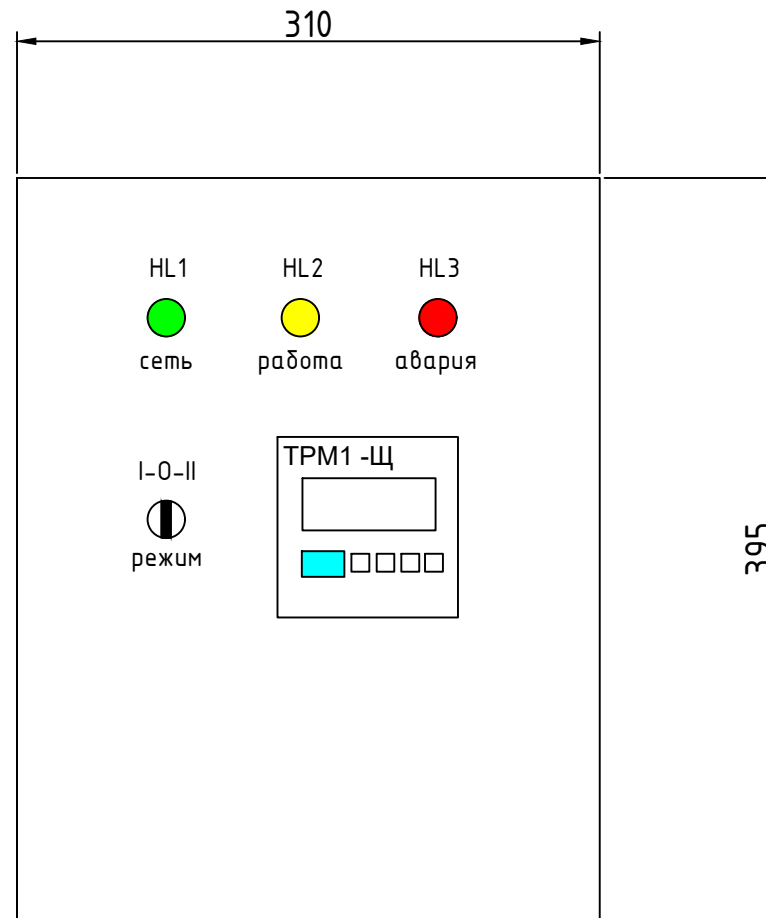 310
HL1 HL2 HL3
сеть работа авария
I-0-II
ТРМ1 -Щ
режим
395